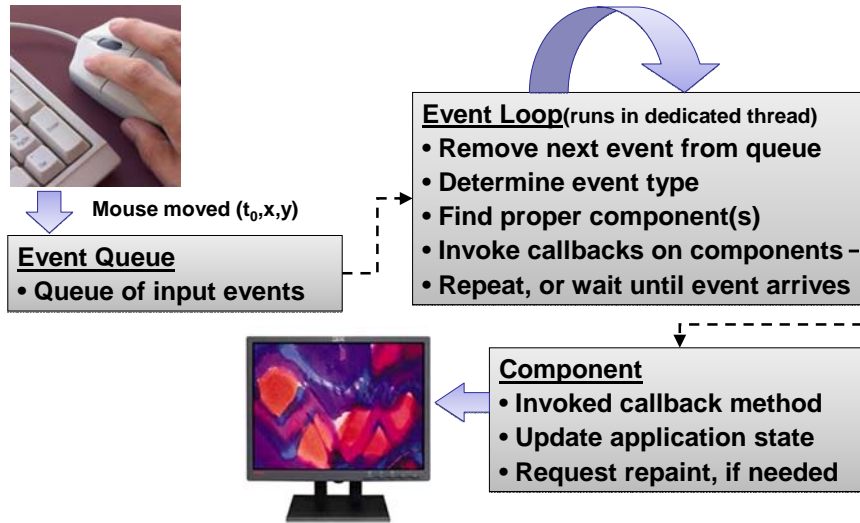 Mouse moved (t₀,x,y)
Event Queue
• Queue of input events
Event Loop(runs in dedicated thread)
• Remove next event from queue
• Determine event type
• Find proper component(s)
• Invoke callbacks on components
• Repeat, or wait until event arrives
IBM
Component
• Invoked callback method
• Update application state
• Request repaint, if needed